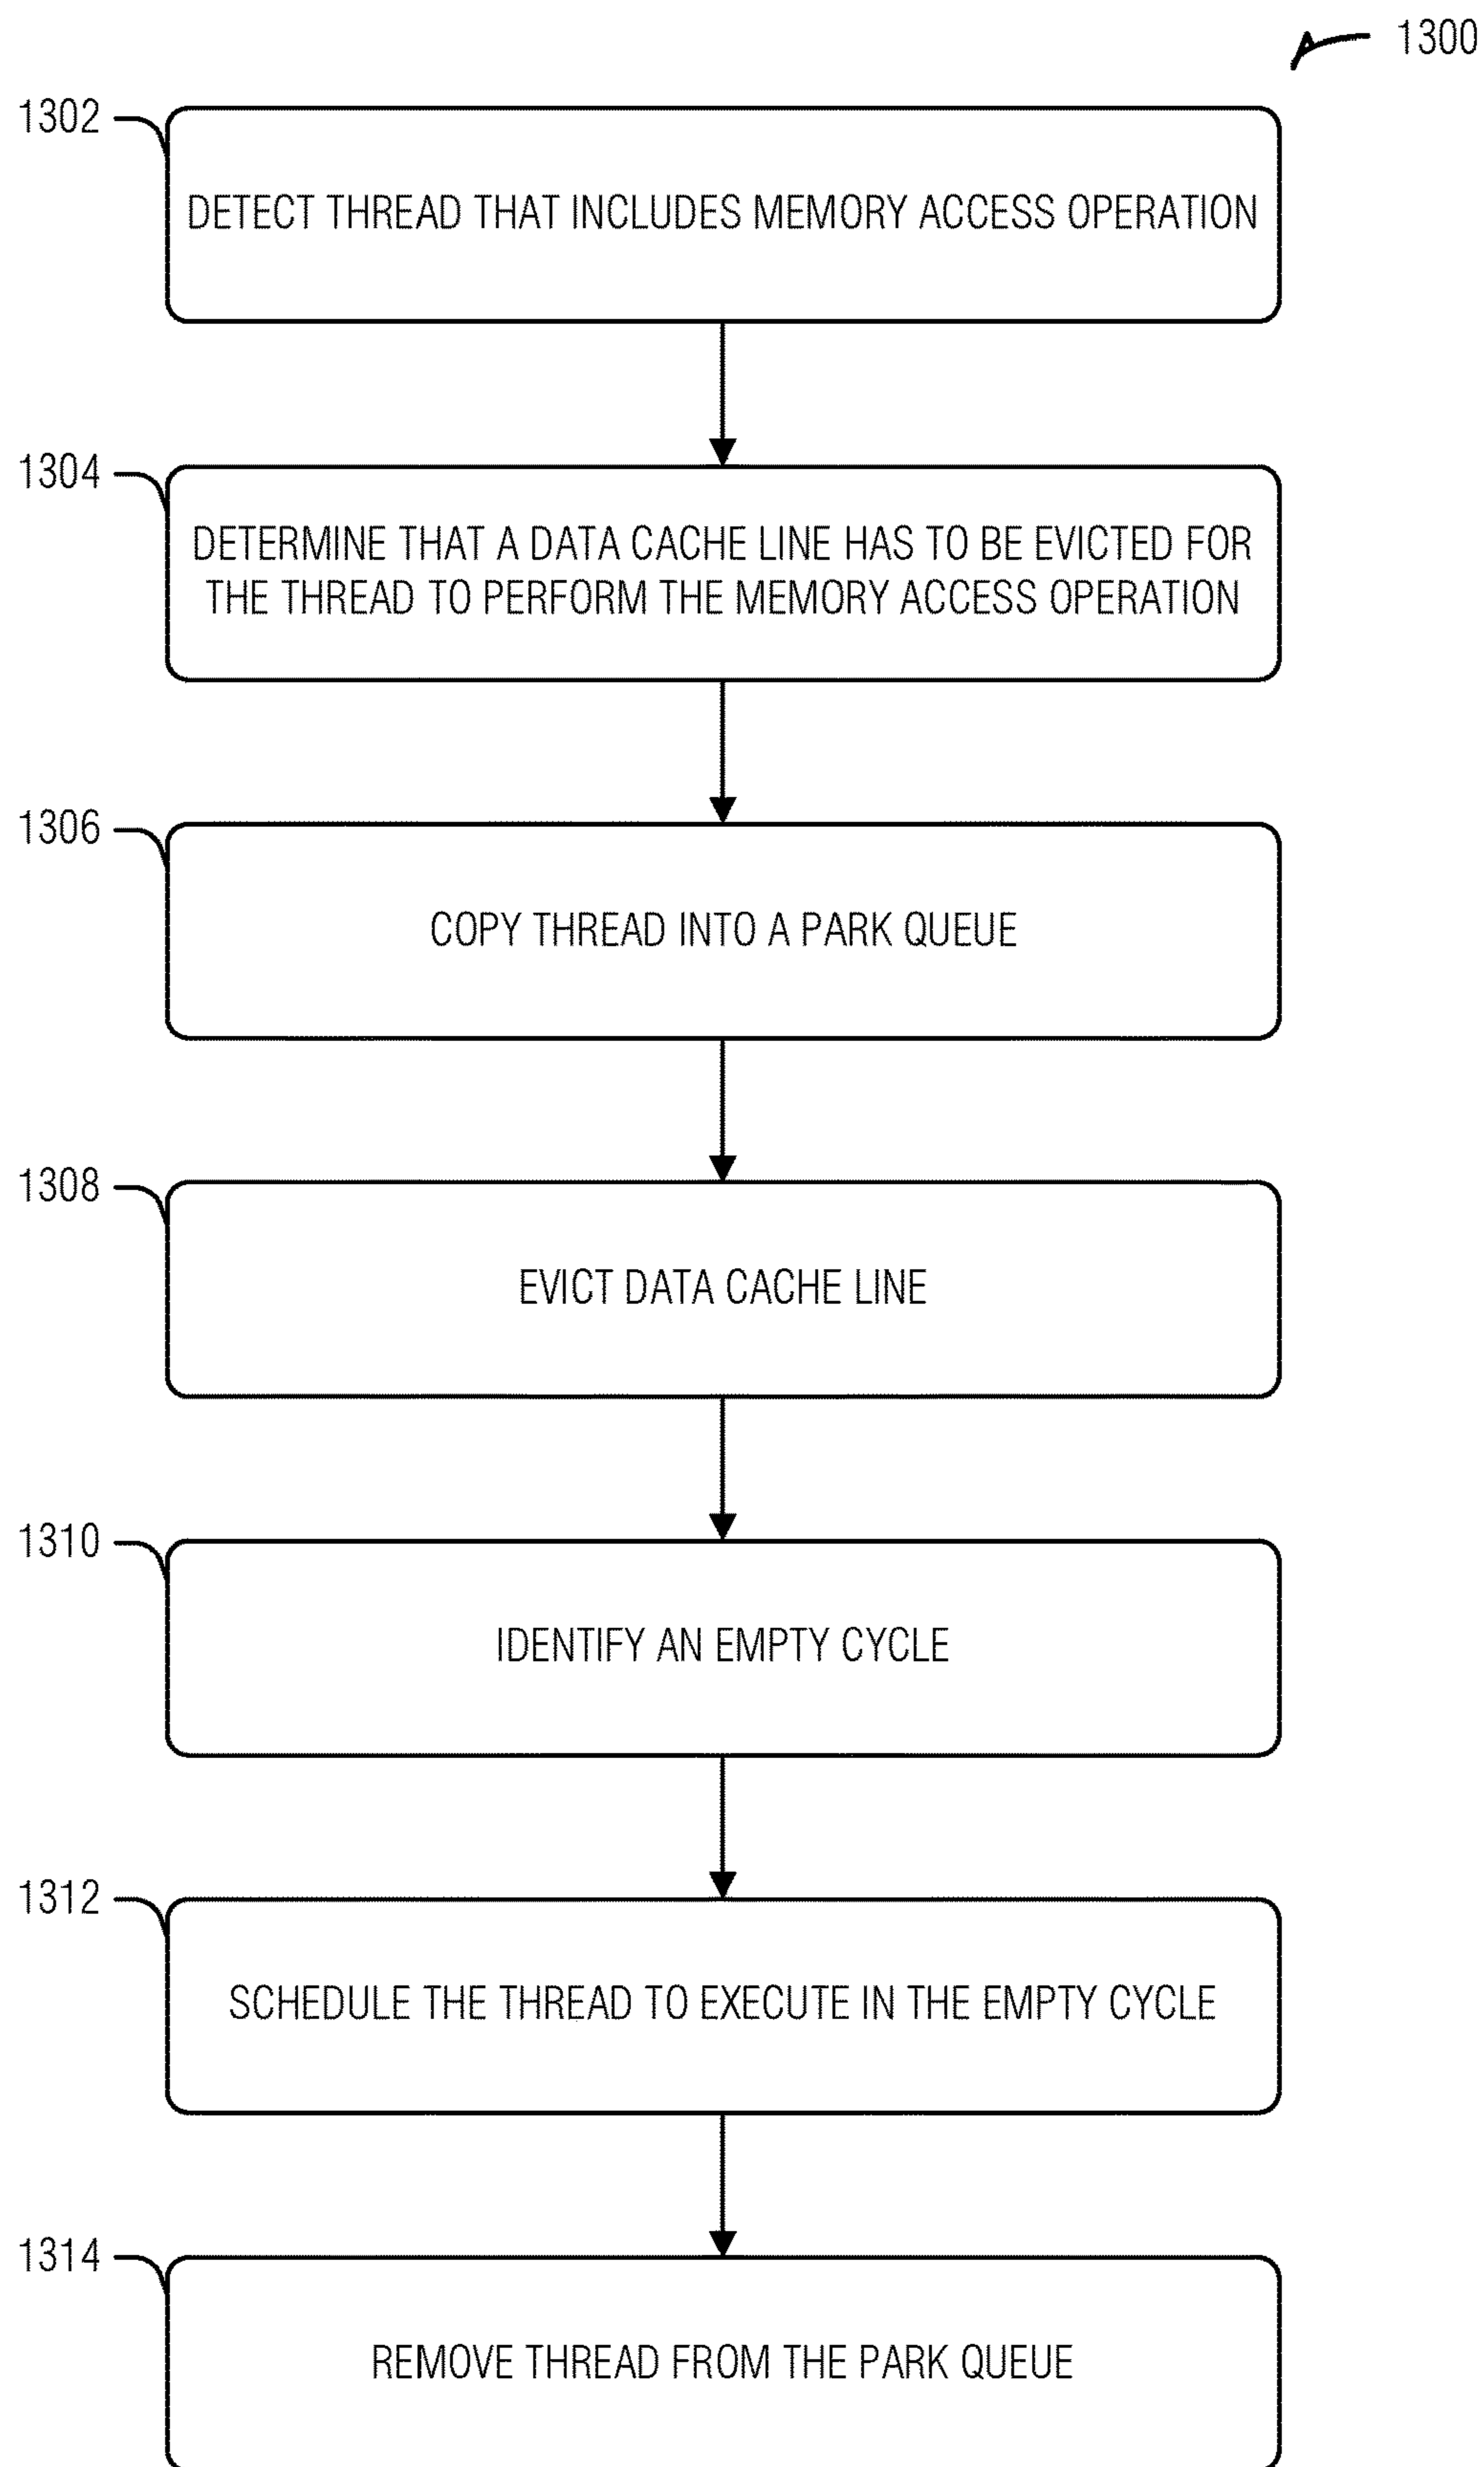 1300
1302
DETECT THREAD THAT INCLUDES MEMORY ACCESS OPERATION
1304
DETERMINE THAT A DATA CACHE LINE HAS TO BE EVICTED FOR
THE THREAD TO PERFORM THE MEMORY ACCESS OPERATION
1306
COPY THREAD INTO A PARK QUEUE
1308
EVICT DATA CACHE LINE
1310
IDENTIFY AN EMPTY CYCLE
1312
SCHEDULE THE THREAD TO EXECUTE IN THE EMPTY CYCLE
1314
REMOVE THREAD FROM THE PARK QUEUE